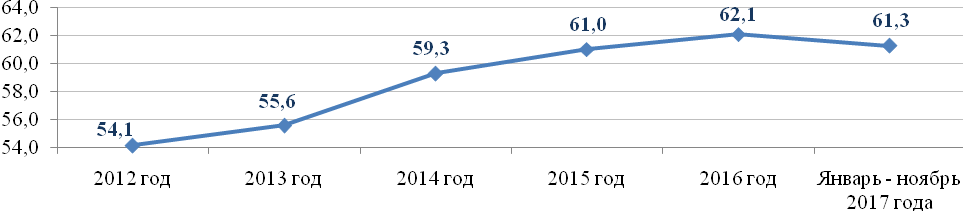 64,0
62,0
60,0
58,0
56,0
54,0
54,1
55,6
59,3
61,0
62,1
61,3
2012 год
2013 год
2014 год
2015 год
2016 год
Январь - ноябрь
2017 года